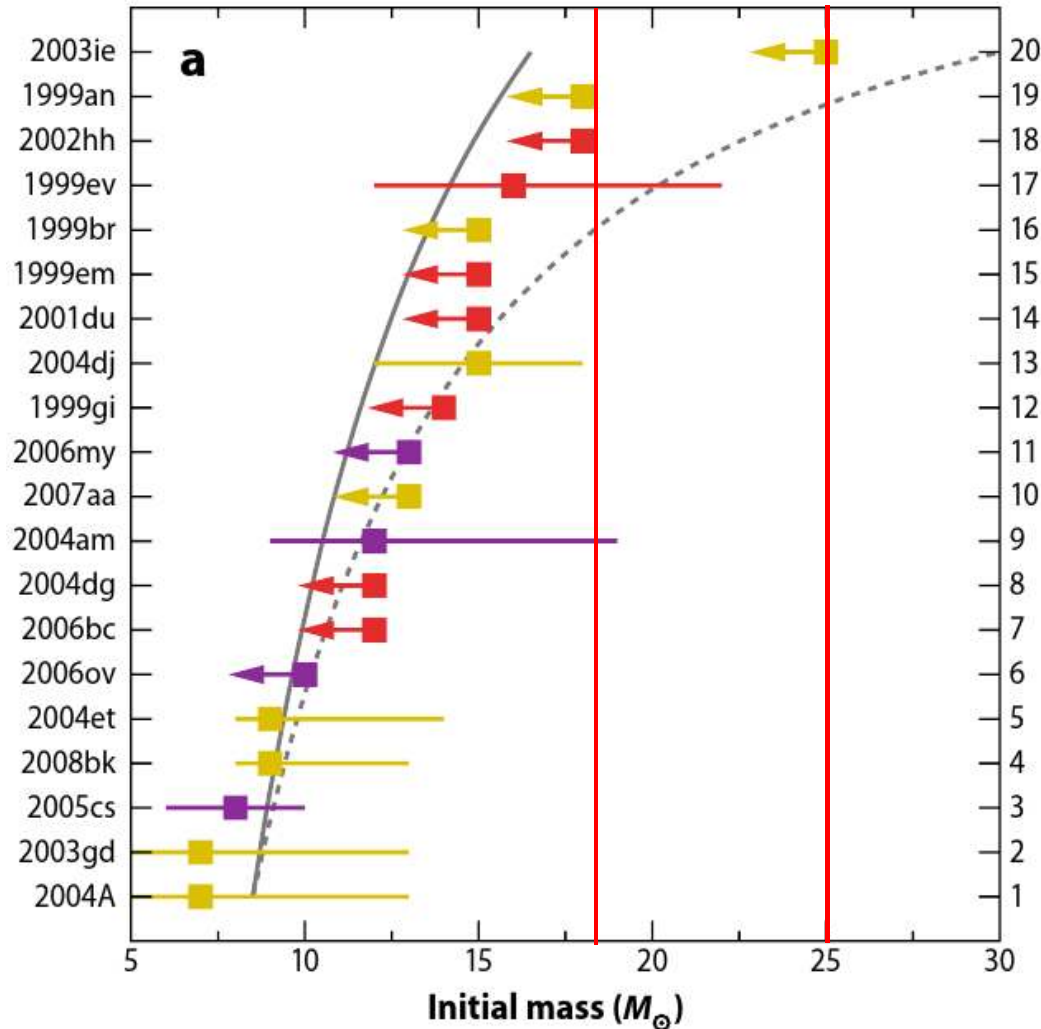 a
2003ie 20
1999an 19
2002hh 18
1999ev 17
1999br 16
1999em 15
2001du 14
2004dj 13
1999gi 12
2006my 11
2007aa 10
2004am 9
2004dg 8
2006bc 7
2006ov 6
2004et 5
2008bk 4
2005cs 3
2003gd 2
2004A 1
5 10 15 20 25 30
Initial mass (M☉)